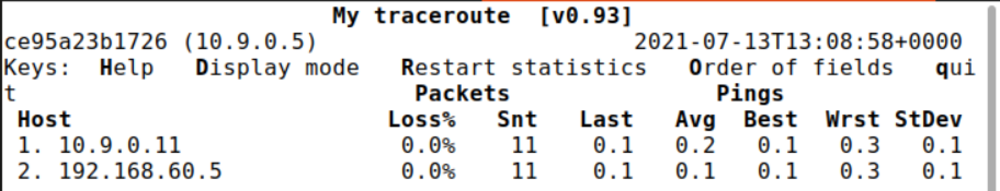 My traceroute  [v0.93]
ce95a23b1726 (10.9.0.5)                2021-07-13T13:08:58+0000
Keys:  Help   Display mode   Restart statistics   Order of fields   qui
t                             Packets               Pings
 Host                       Loss%   Snt   Last   Avg  Best  Wrst StDev
 1. 10.9.0.11                0.0%    11    0.1   0.2   0.1   0.3   0.1
 2. 192.168.60.5             0.0%    11    0.1   0.1   0.1   0.3   0.1